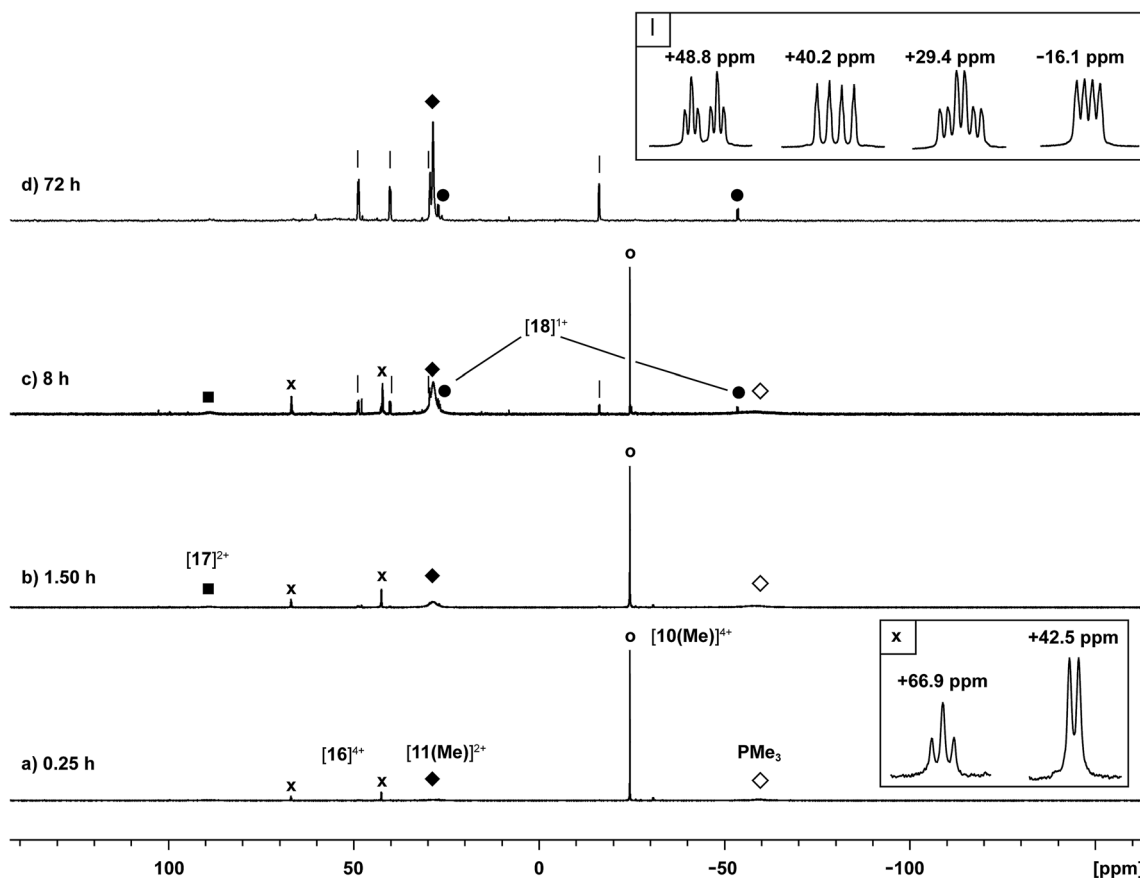 |
+48.8 ppm +40.2 ppm +29.4 ppm −16.1 ppm
d) 72 h
| | | |
o
[18]¹⁺
c) 8 h
x x | | | |
o
[17]²⁺
b) 1.50 h
x x
x
+42.5 ppm
+66.9 ppm
o [10(Me)]⁴⁺
[16]⁴⁺ [11(Me)]²⁺ PMe₃
a) 0.25 h
x x
100 50 0 −50 −100 [ppm]